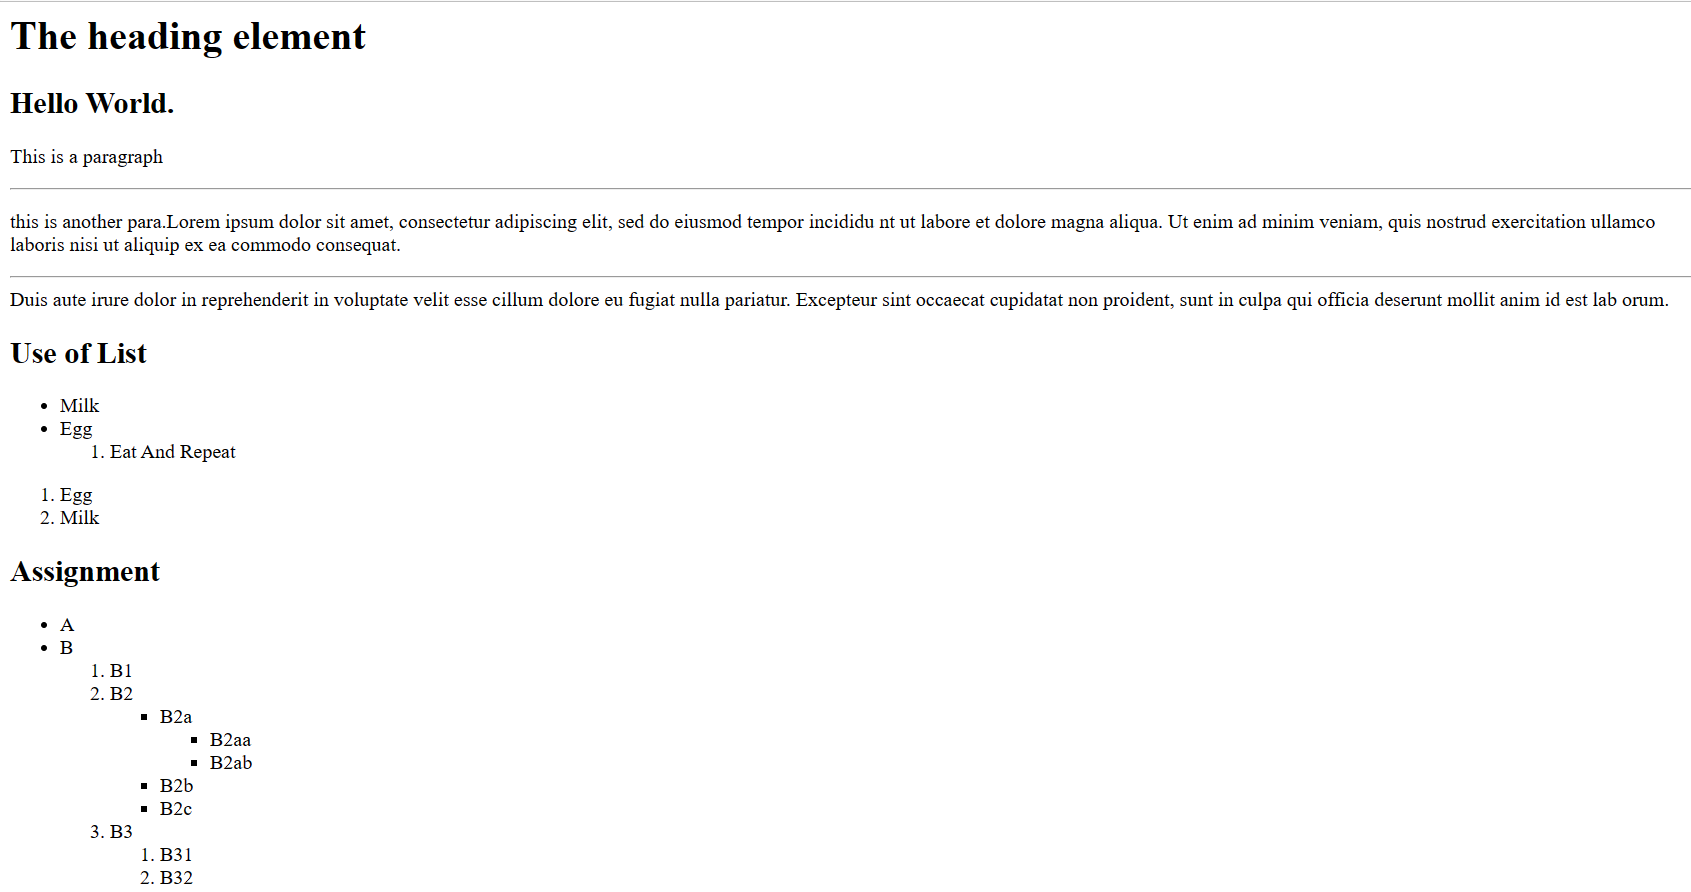 The heading element
Hello World.
This is a paragraph
this is another para.Lorem ipsum dolor sit amet, consectetur adipiscing elit, sed do eiusmod tempor incididu nt ut labore et dolore magna aliqua. Ut enim ad minim veniam, quis nostrud exercitation ullamco
laboris nisi ut aliquip ex ea commodo consequat.
Duis aute irure dolor in reprehenderit in voluptate velit esse cillum dolore eu fugiat nulla pariatur. Excepteur sint occaecat cupidatat non proident, sunt in culpa qui officia deserunt mollit anim id est lab orum.
Use of List
• Milk
• Egg
1. Eat And Repeat
1. Egg
2. Milk
Assignment
• A
• B
1. B1
2. B2
▪ B2a
▪ B2aa
▪ B2ab
▪ B2b
▪ B2c
3. B3
1. B31
2. B32